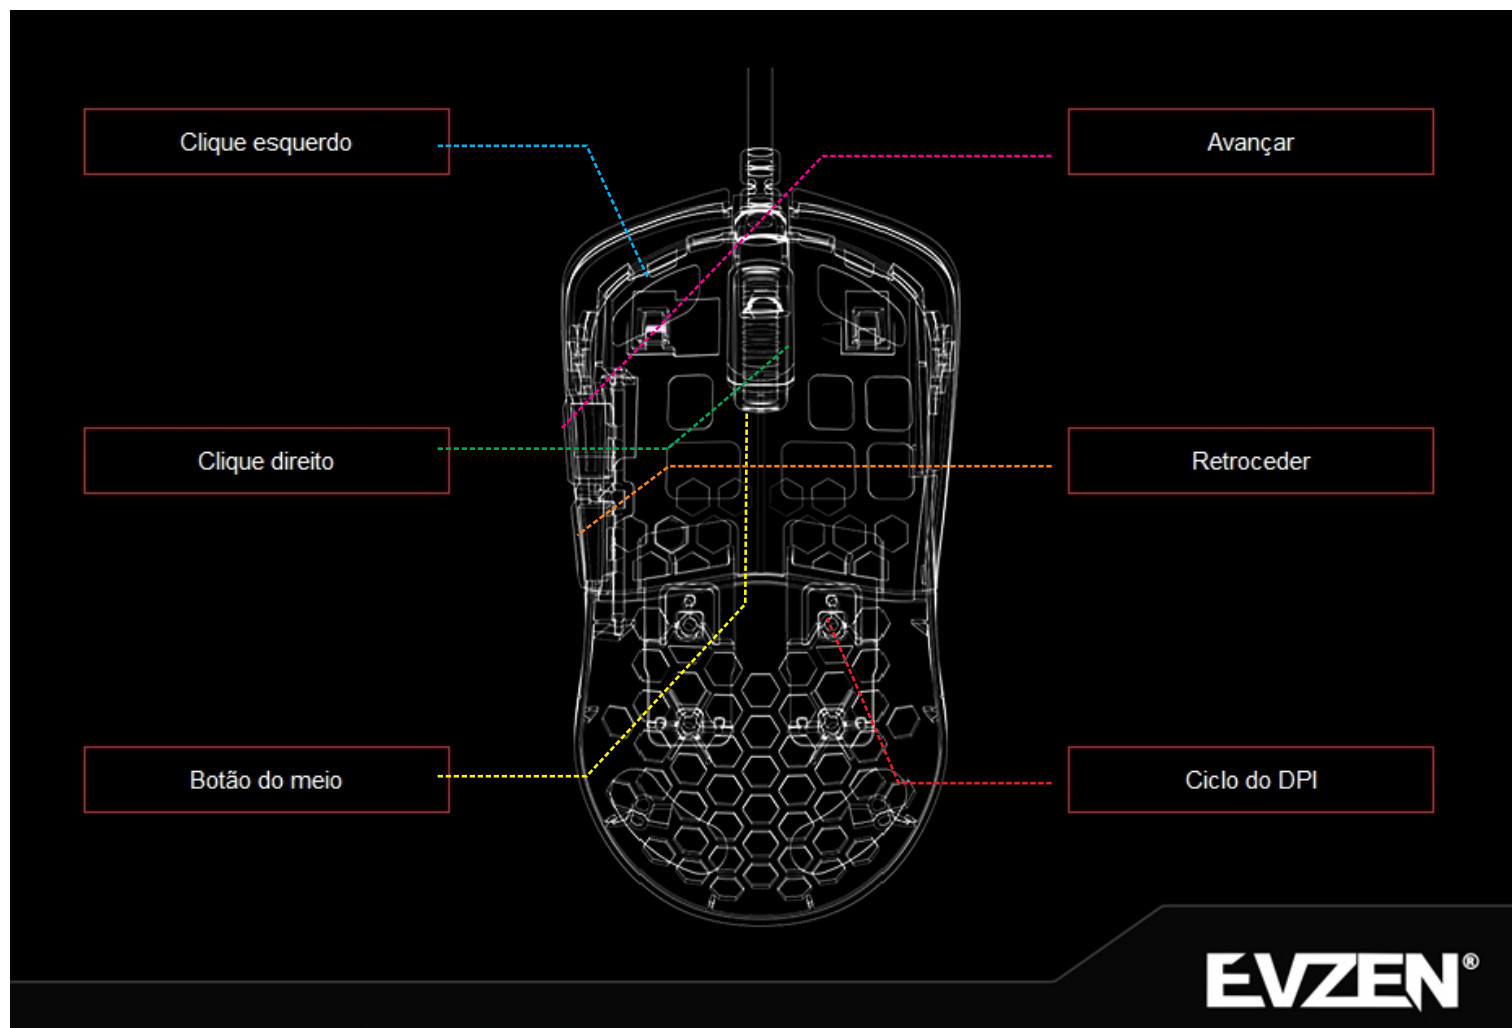 Clique esquerdo
Avançar
Clique direito
Retroceder
Botão do meio
Ciclo do DPI
EVZEN®